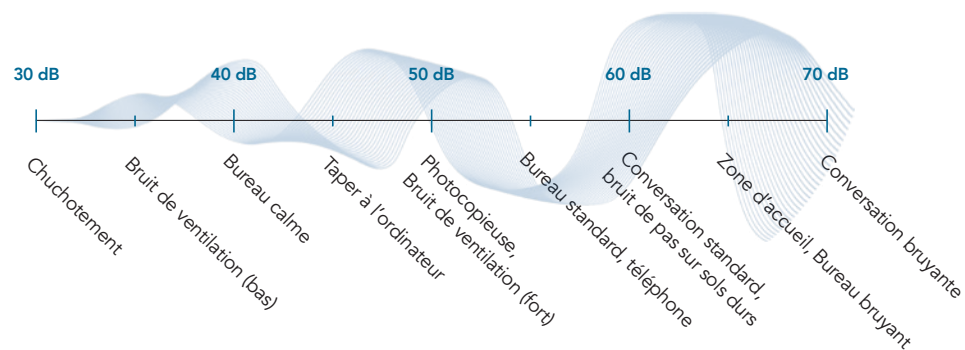 30 dB
40 dB
50 dB
60 dB
70 dB
Chuchotement
Bruit de ventilation (bas)
Bureau calme
Taper à l'ordinateur
Photocopieuse,
Bruit de ventilation (fort)
Bureau standard, téléphone
Conversation standard,
bruit de pas sur sols durs
Zone d'accueil, Bureau bruyant
Conversation bruyante